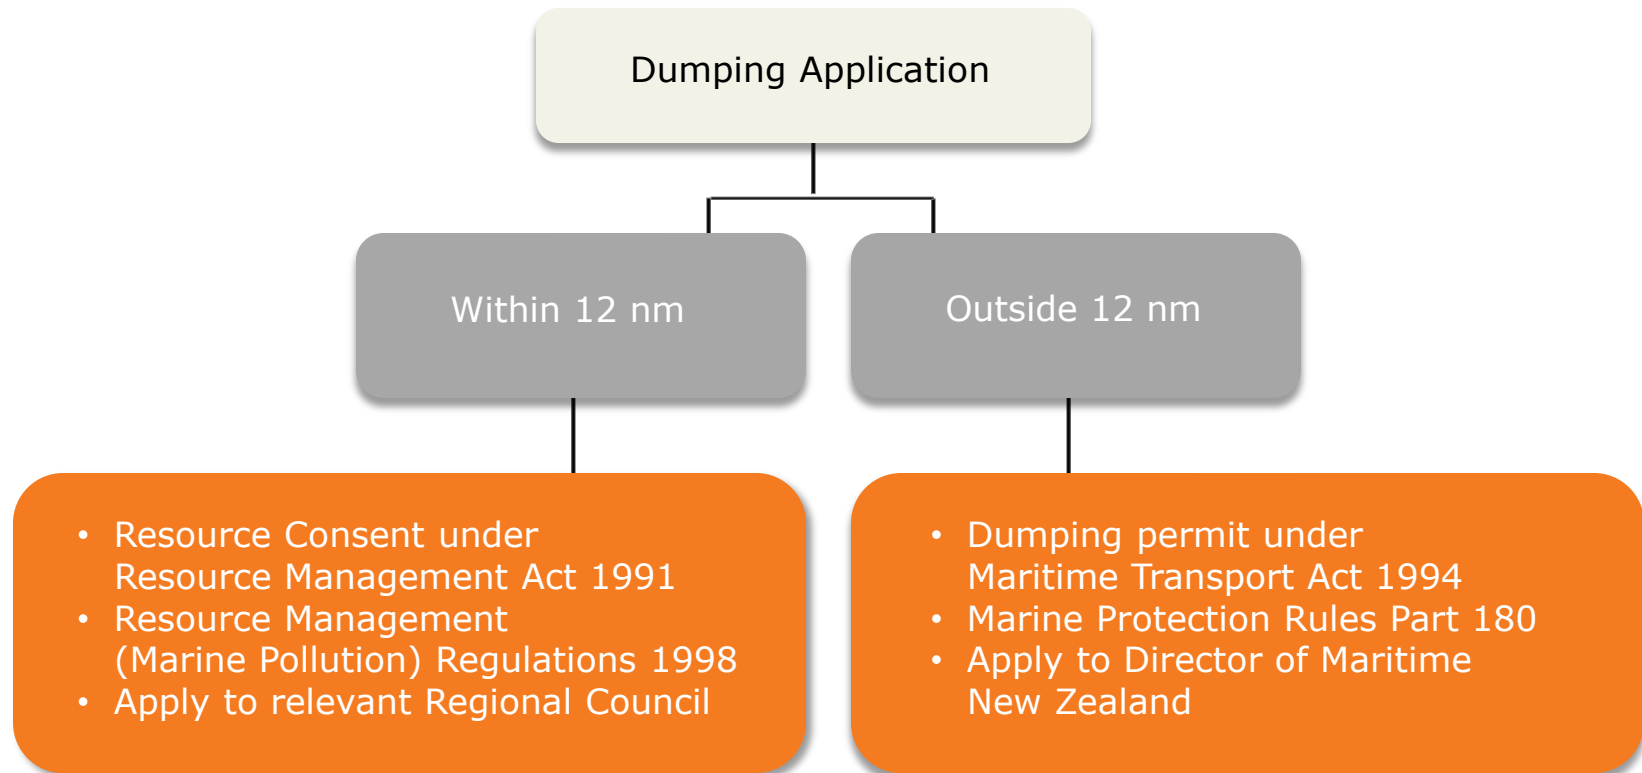 Dumping Application
Within 12 nm
Outside 12 nm
• Resource Consent under
Resource Management Act 1991
• Resource Management
(Marine Pollution) Regulations 1998
• Apply to relevant Regional Council
• Dumping permit under
Maritime Transport Act 1994
• Marine Protection Rules Part 180
• Apply to Director of Maritime
New Zealand